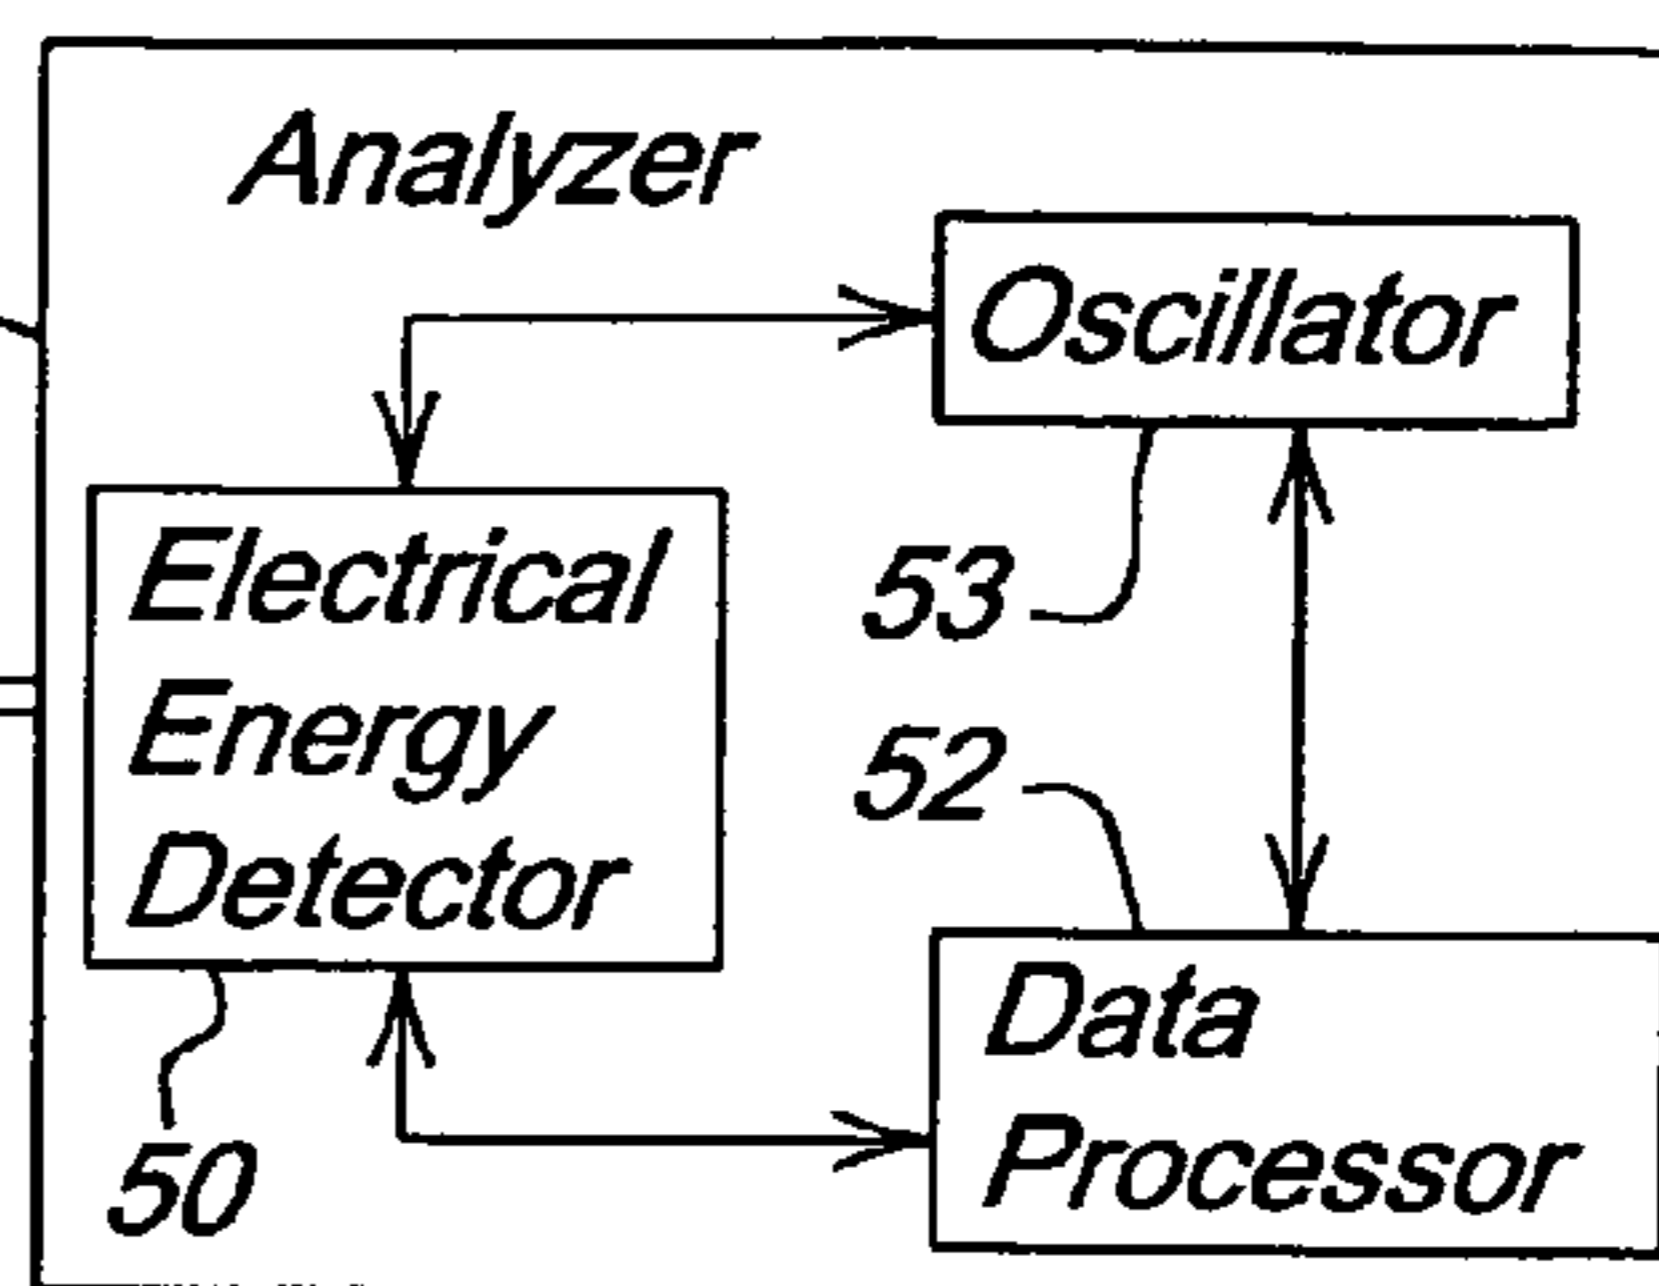 Analyzer
Oscillator
Electrical
Energy
Detector
53
52
Data
Processor
50